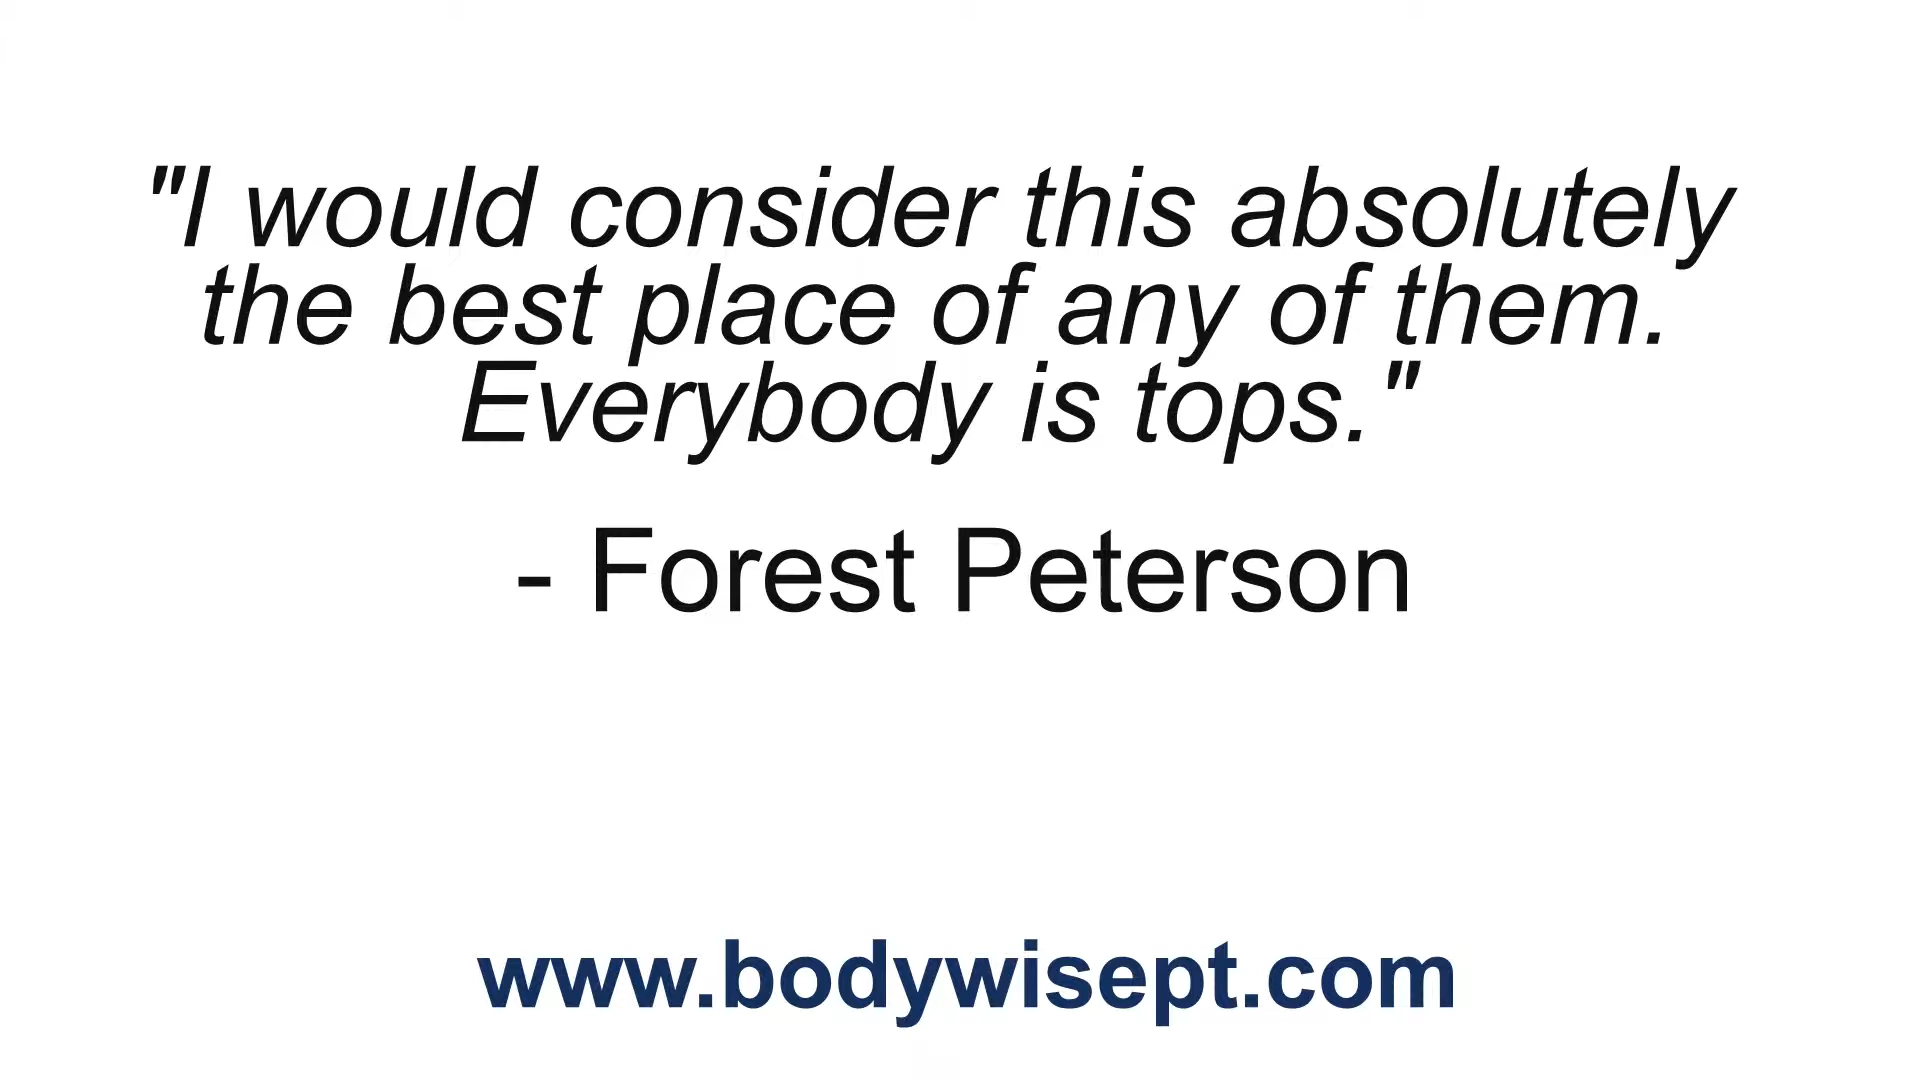 "I would consider this absolutely
the best place of any of them.
Everybody is tops."
- Forest Peterson
www.bodywisept.com